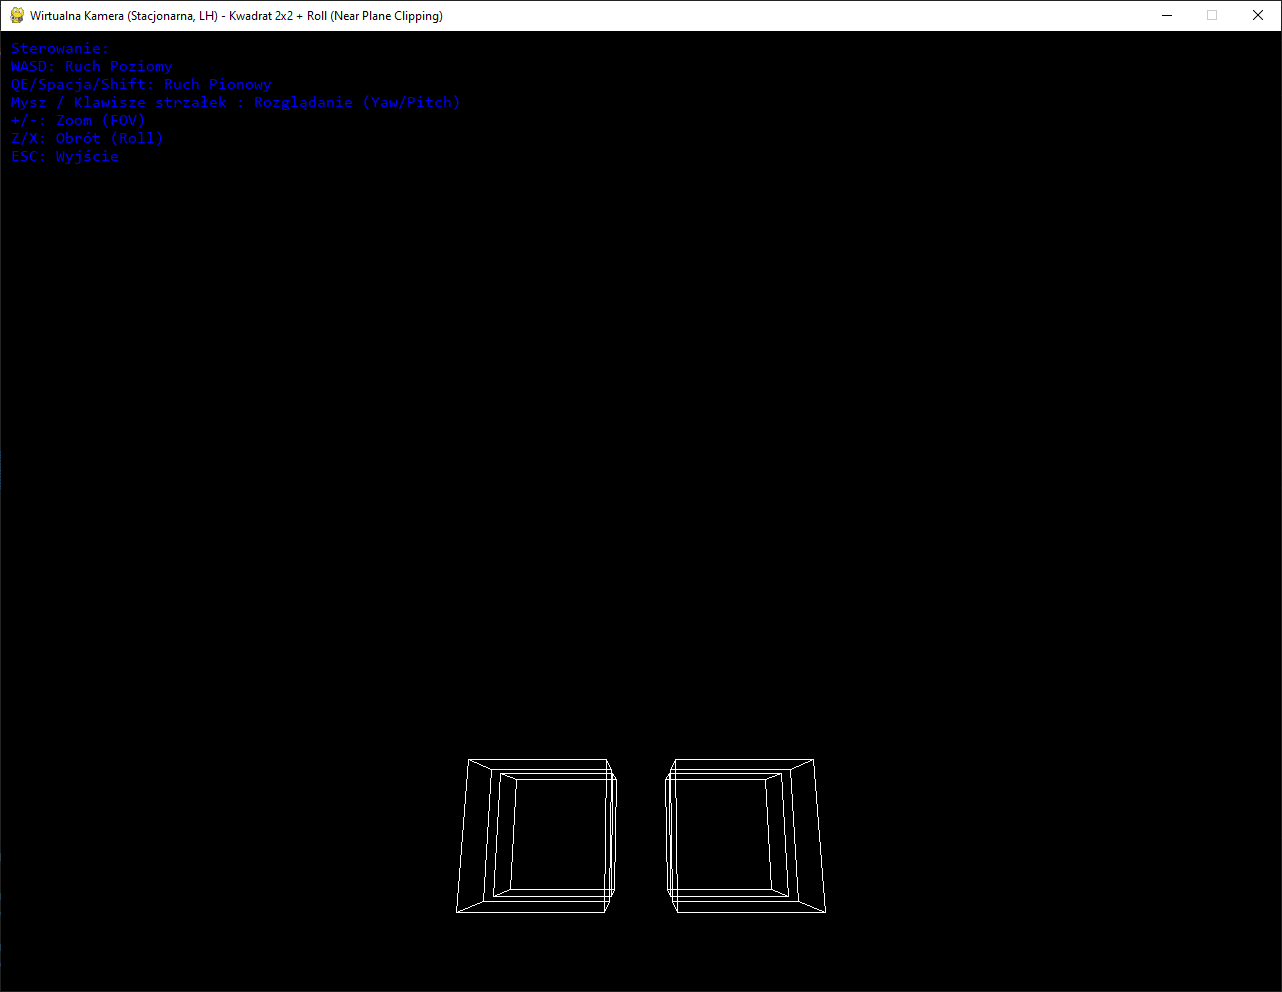 Wirtualna Kamera (Stacjonarna, LH) - Kwadrat 2x2 + Roll (Near Plane Clipping)
Sterowanie:
WASD: Ruch Poziomy
QE/Spacja/Shift: Ruch Pionowy
Mysz / Klawisze strzałek : Rozglądanie (Yaw/Pitch)
+/-: Zoom (FOV)
Z/X: Obrót (Roll)
ESC: Wyjście